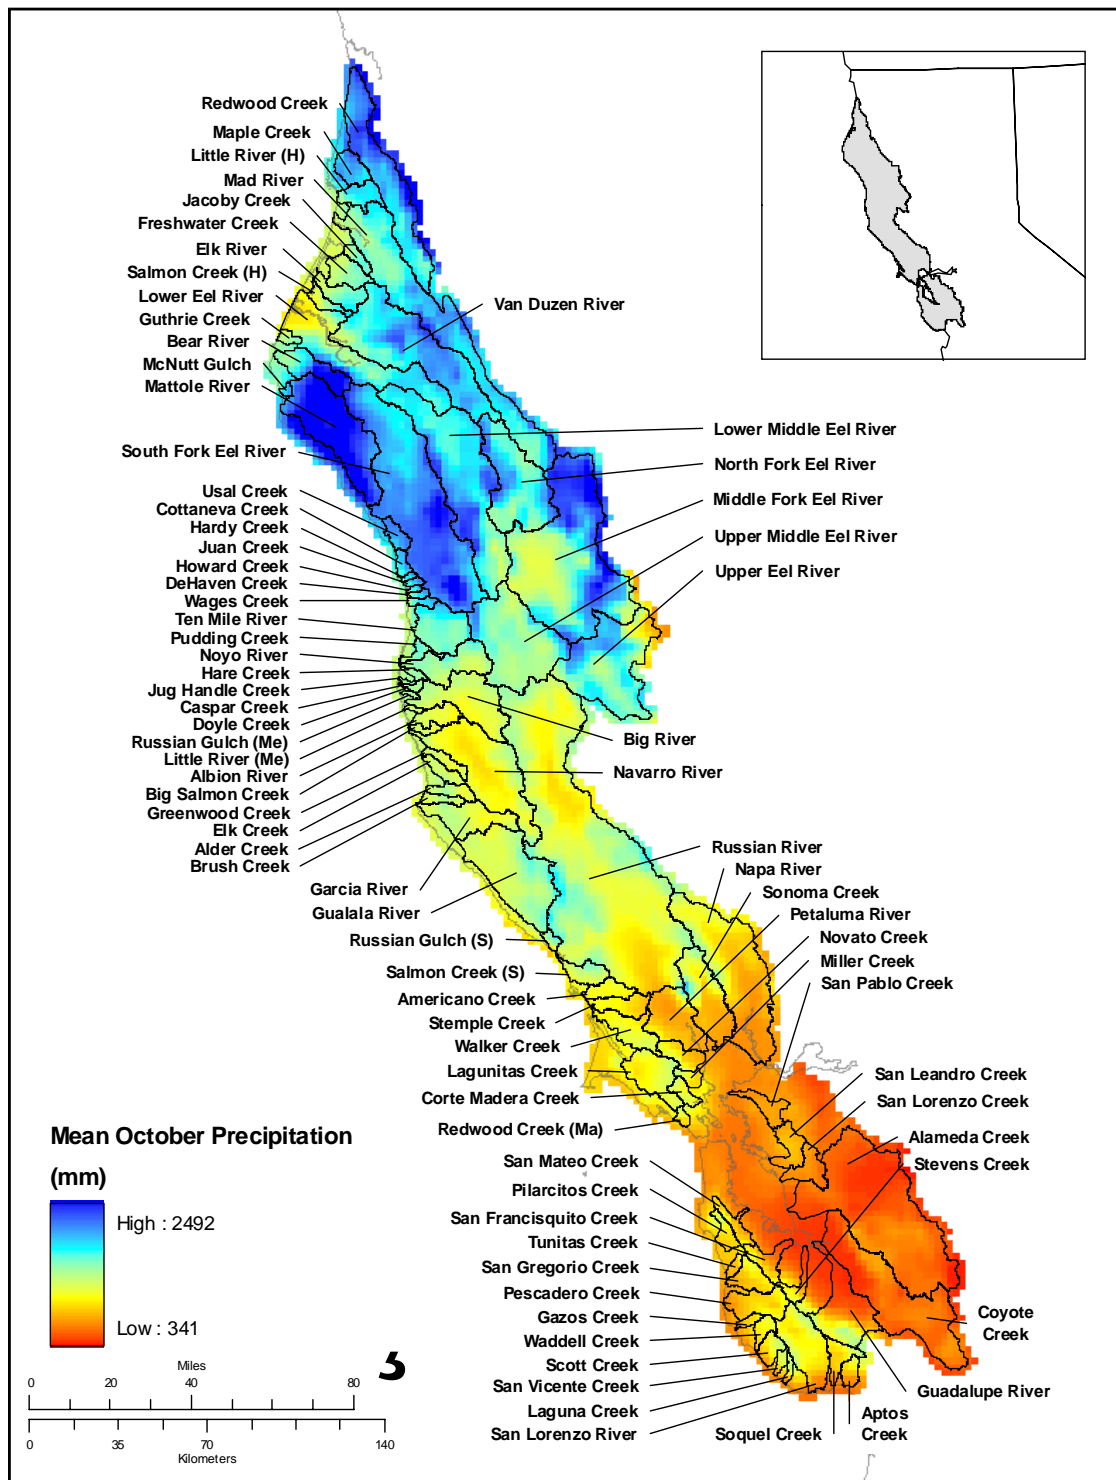 Redwood Creek
Maple Creek
Little River (H)
Mad River
Jacoby Creek
Freshwater Creek
Elk River
Salmon Creek (H)
Lower Eel River
Guthrie Creek
Bear River
McNutt Gulch
Mattole River
South Fork Eel River
Usal Creek
Cottaneva Creek
Hardy Creek
Juan Creek
Howard Creek
DeHaven Creek
Wages Creek
Ten Mile River
Pudding Creek
Noyo River
Hare Creek
Jug Handle Creek
Caspar Creek
Doyle Creek
Russian Gulch (Me)
Little River (Me)
Albion River
Big Salmon Creek
Greenwood Creek
Elk Creek
Alder Creek
Brush Creek
Garcia River
Gualala River
Russian Gulch (S)
Salmon Creek (S)
Americano Creek
Stemple Creek
Walker Creek
Lagunitas Creek
Corte Madera Creek
Redwood Creek (Ma)
San Mateo Creek
Pilarcitos Creek
San Francisquito Creek
Tunitas Creek
San Gregorio Creek
Pescadero Creek
Gazos Creek
Waddell Creek
Scott Creek
San Vicente Creek
Laguna Creek
San Lorenzo River
Van Duzen River
Lower Middle Eel River
North Fork Eel River
Middle Fork Eel River
Upper Middle Eel River
Upper Eel River
Big River
Navarro River
Russian River
Napa River
Sonoma Creek
Petaluma River
Novato Creek
Miller Creek
San Pablo Creek
San Leandro Creek
San Lorenzo Creek
Alameda Creek
Stevens Creek
Coyote
Creek
Guadalupe River
Aptos
Creek
Soquel Creek
Mean October Precipitation
(mm)
High : 2492
Low : 341
Miles
0 20 40 80
0 35 70 140
Kilometers